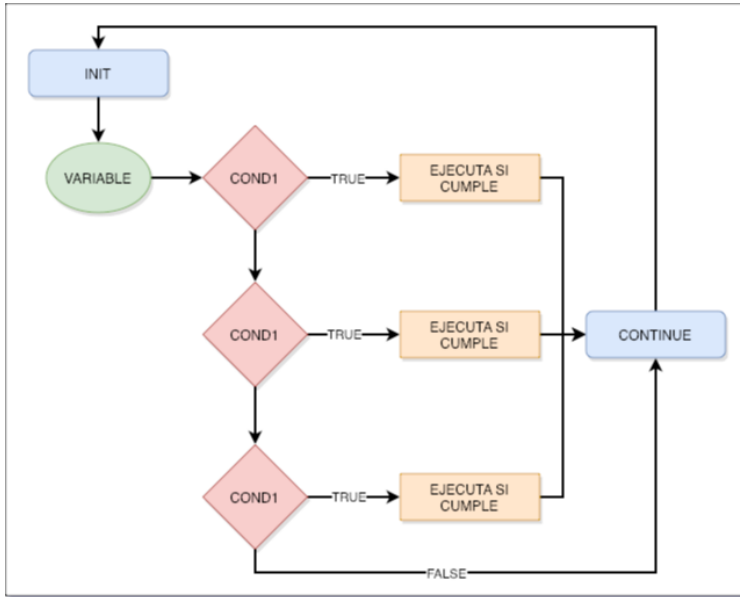 INIT
VARIABLE
COND1
TRUE
EJECUTA SI
CUMPLE
COND1
TRUE
EJECUTA SI
CUMPLE
CONTINUE
COND1
TRUE
EJECUTA SI
CUMPLE
FALSE